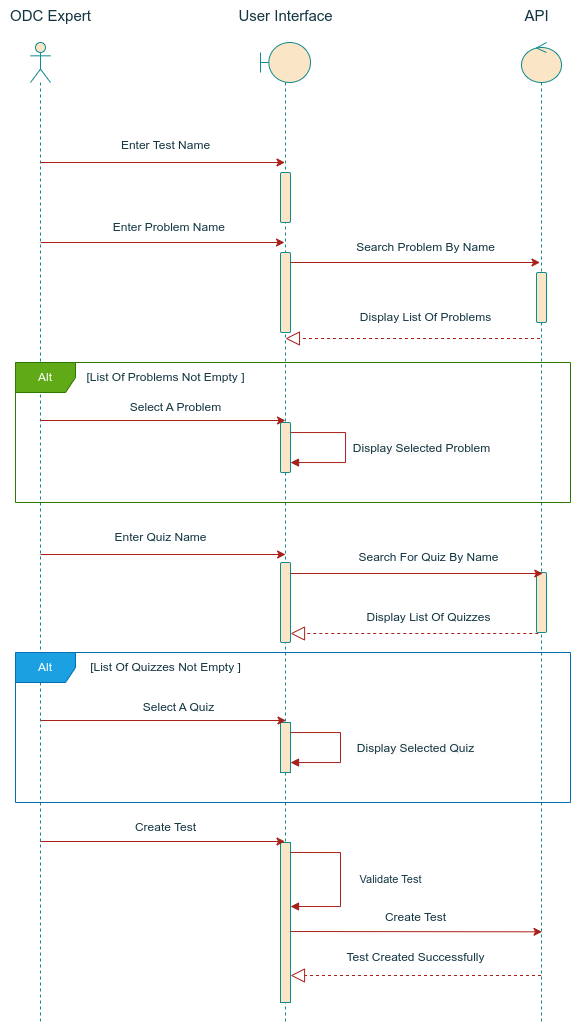 ODC Expert
User Interface
API
Enter Test Name
Enter Problem Name
Search Problem By Name
Display List Of Problems
Alt
[List Of Problems Not Empty ]
Select A Problem
Display Selected Problem
Enter Quiz Name
Search For Quiz By Name
Display List Of Quizzes
Alt
[List Of Quizzes Not Empty ]
Select A Quiz
Display Selected Quiz
Create Test
Validate Test
Create Test
Test Created Successfully